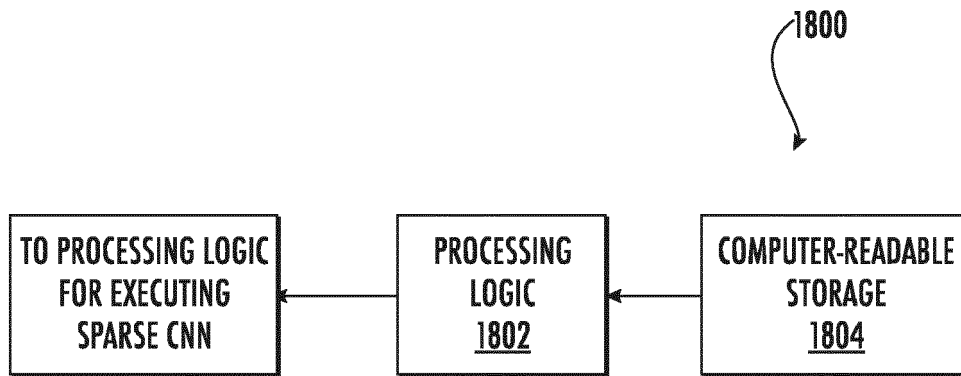 1800
TO PROCESSING LOGIC
FOR EXECUTING
SPARSE CNN
PROCESSING
LOGIC
1802
COMPUTER-READABLE
STORAGE
1804